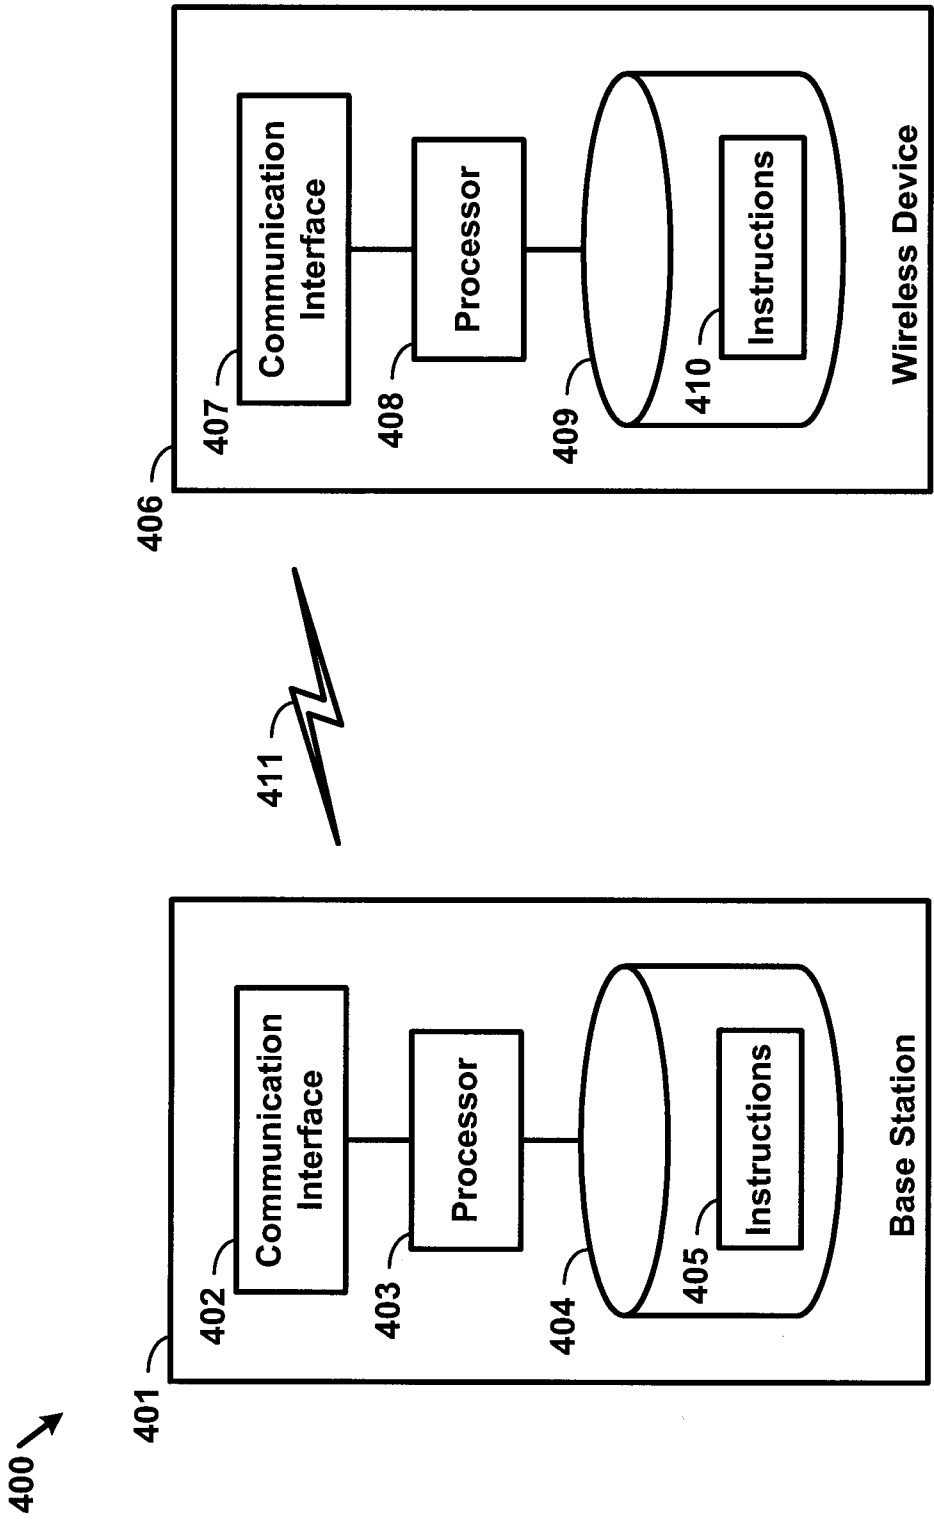 400
401
402
Communication
Interface
403
Processor
404
405
Instructions
Base Station
411
406
407
Communication
Interface
408
Processor
409
410
Instructions
Wireless Device